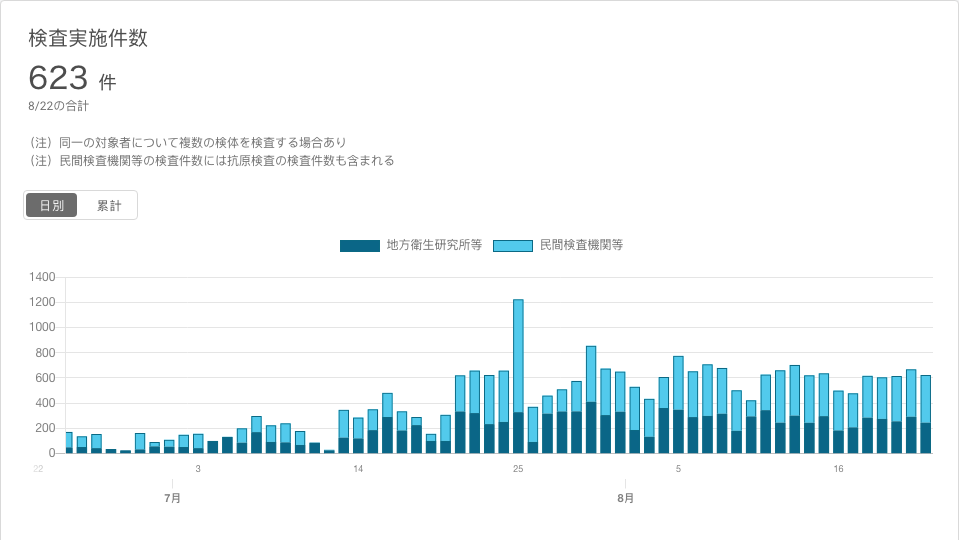 検査実施件数
623 件
8/22の合計
（注）同一の対象者について複数の検体を検査する場合あり
（注）民間検査機関等の検査件数には抗原検査の検査件数も含まれる
日別 累計
地方衛生研究所等 民間検査機関等
1400
1200
1000
800
600
400
200
0
22 3 14 25 5 16
7月 8月